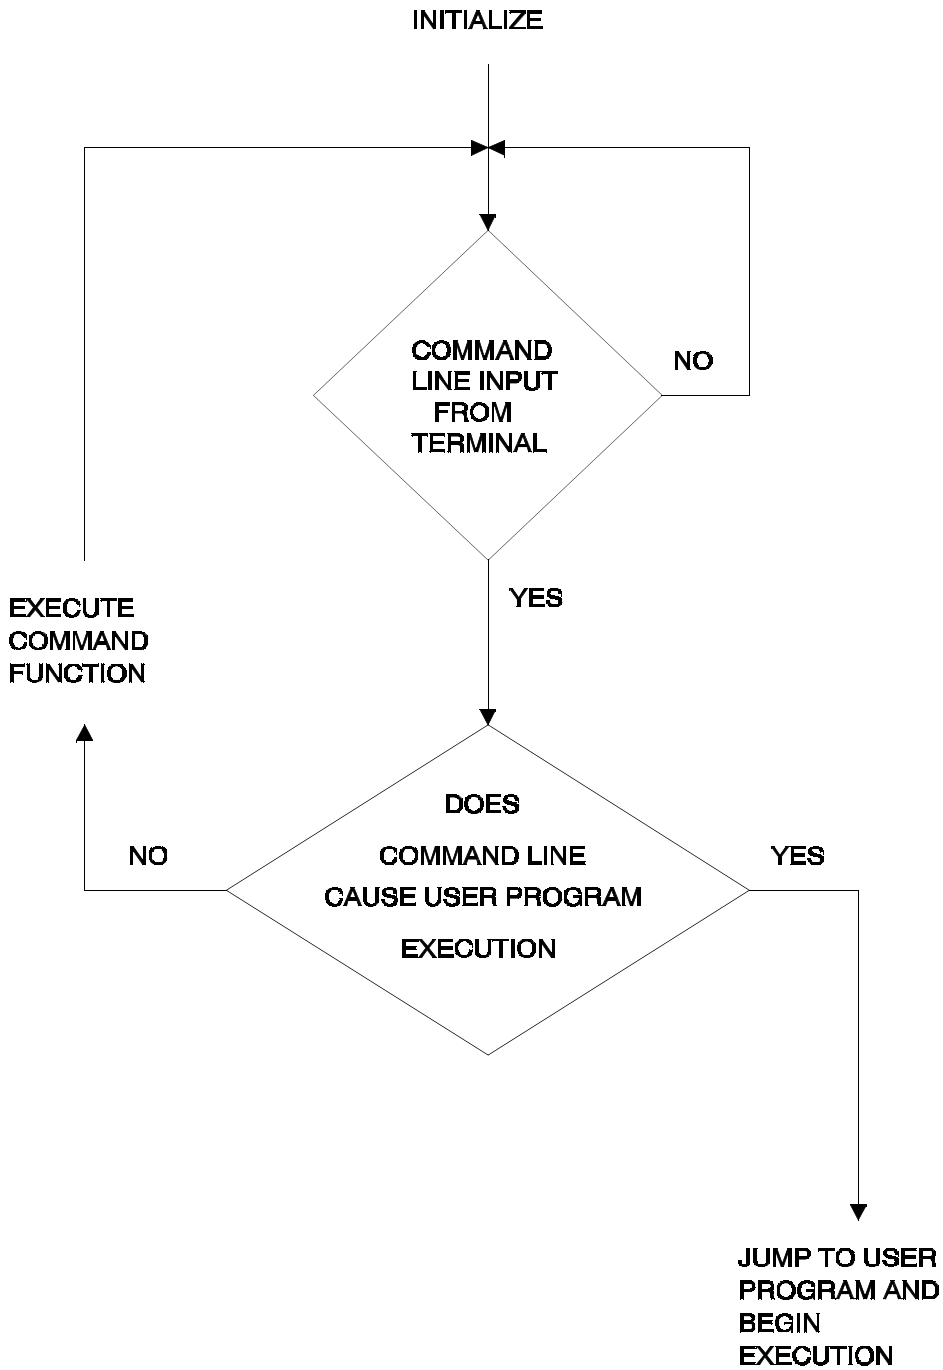 INITIALIZE
COMMAND
LINE INPUT
FROM
TERMINAL
NO
YES
EXECUTE
COMMAND
FUNCTION
DOES
COMMAND LINE
CAUSE USER PROGRAM
EXECUTION
NO
YES
JUMP TO USER
PROGRAM AND
BEGIN
EXECUTION